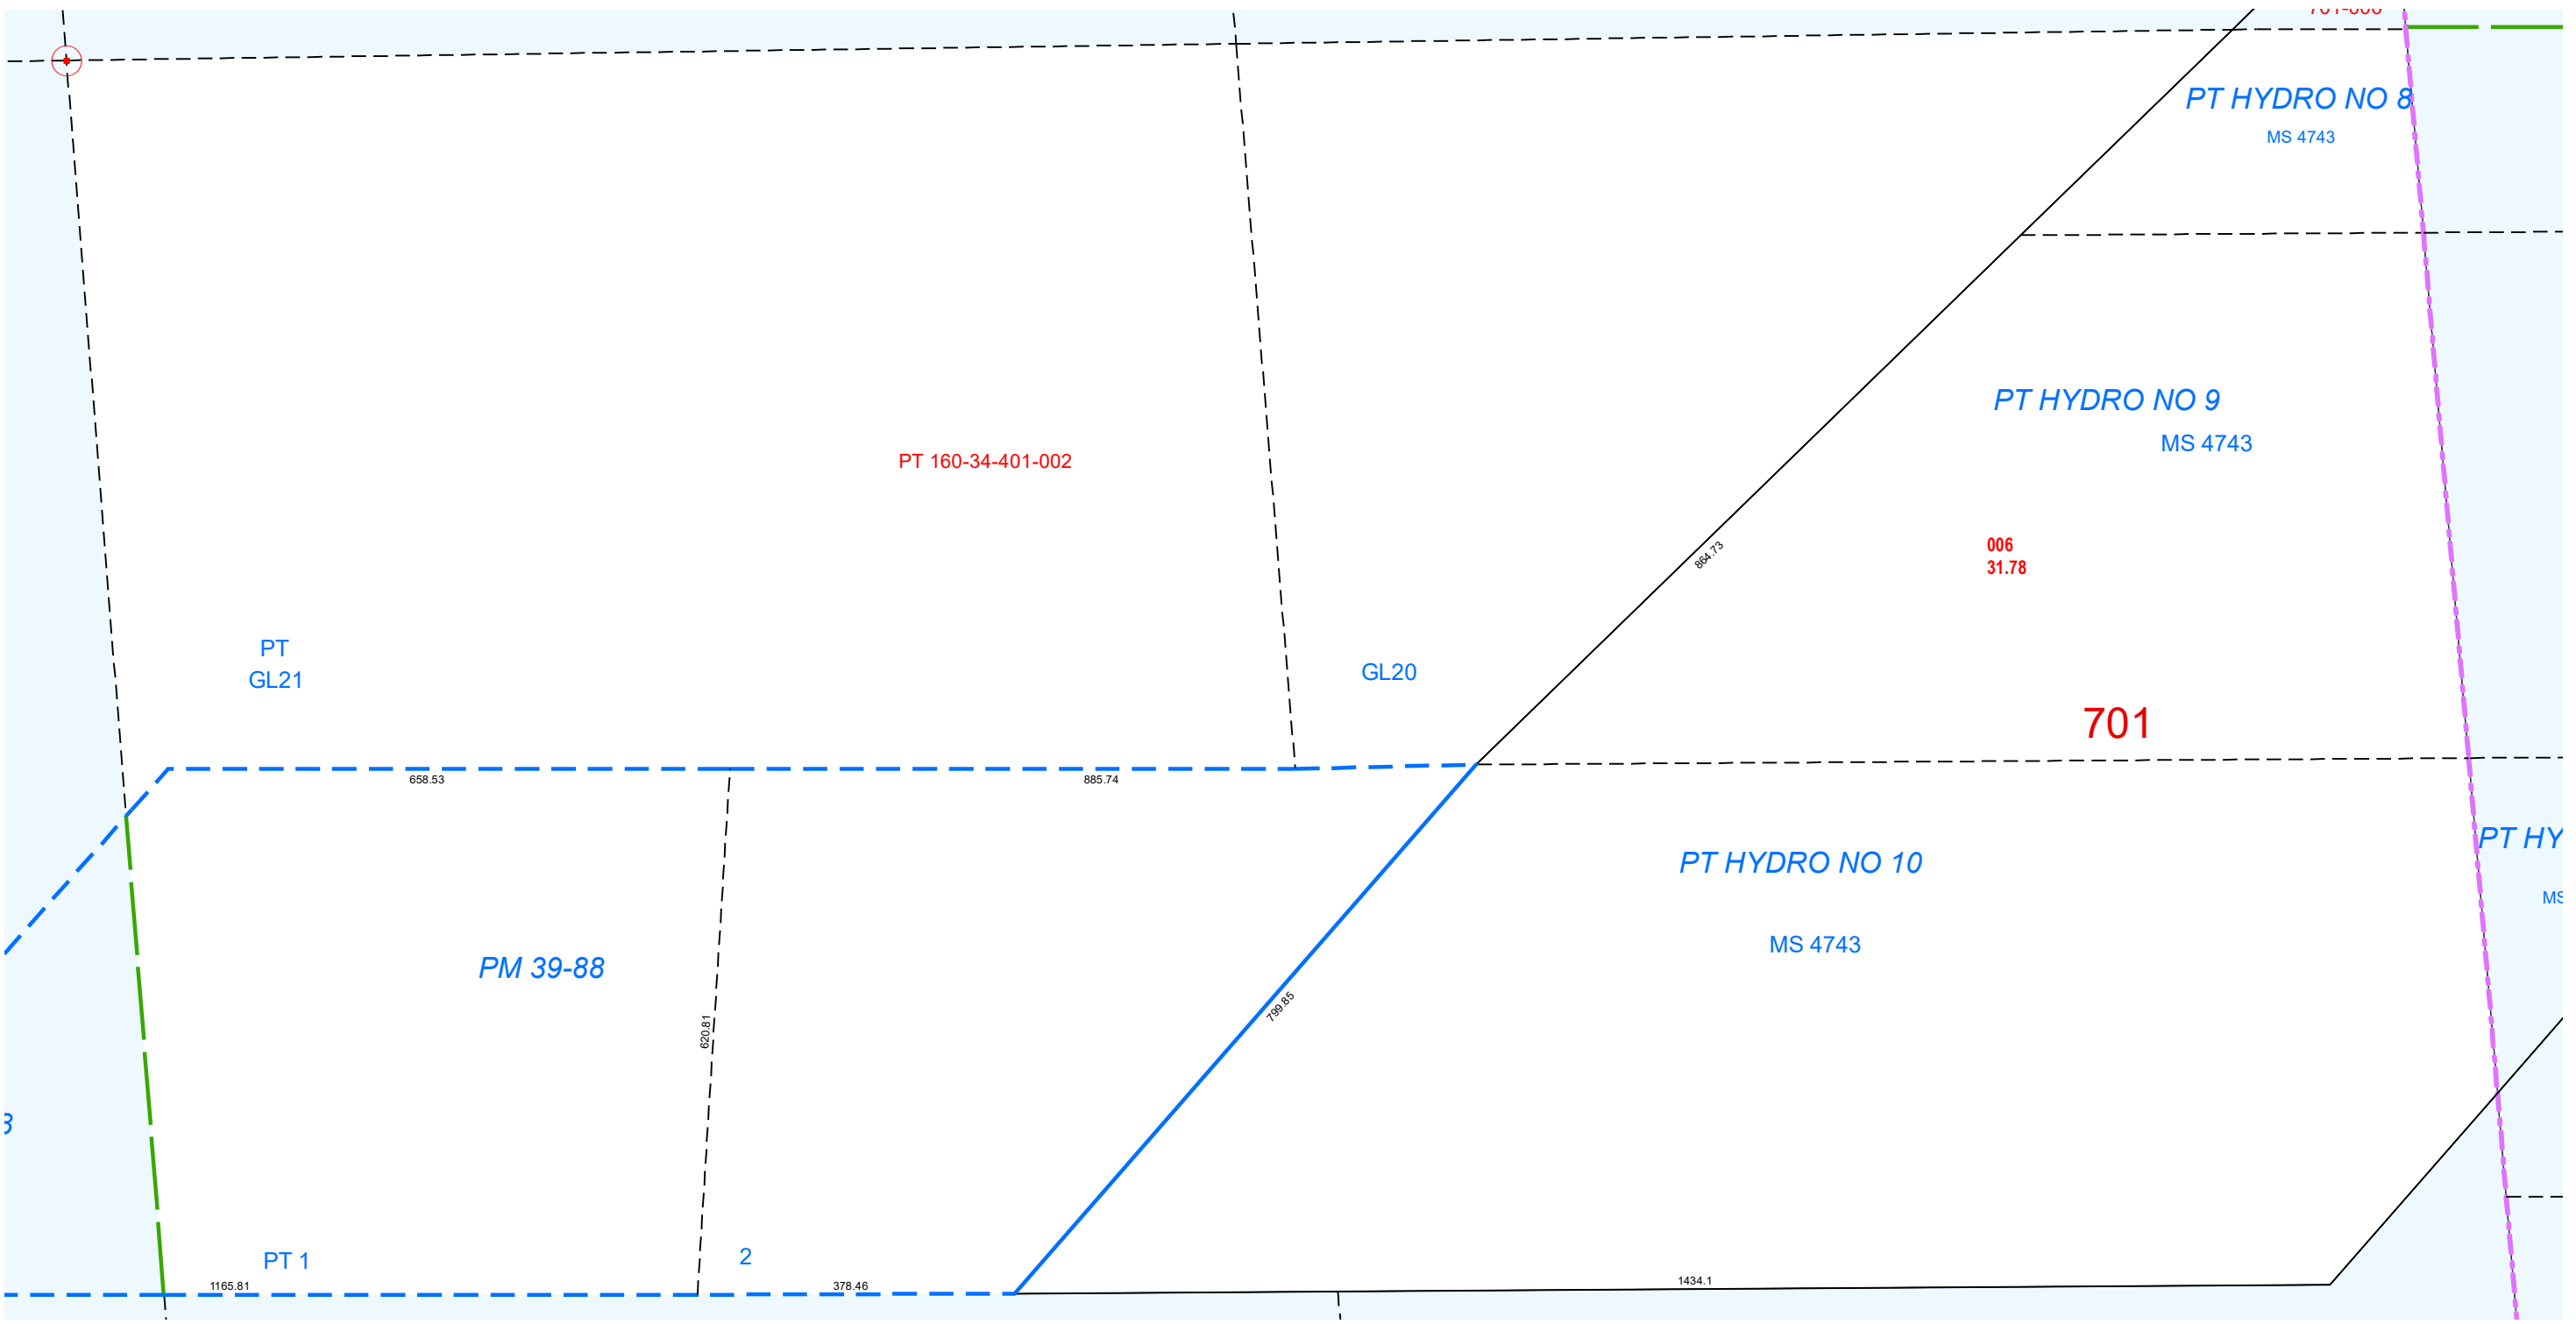 PT HYDRO NO 8
MS 4743
PT HYDRO NO 9
MS 4743
PT 160-34-401-002
864.73
006
31.78
PT
GL21
GL20
701
658.53
885.74
PT HY
PT HYDRO NO 10
MS
MS 4743
PM 39-88
799.85
620.81
3
PT 1
2
1165.81
378.46
1434.1